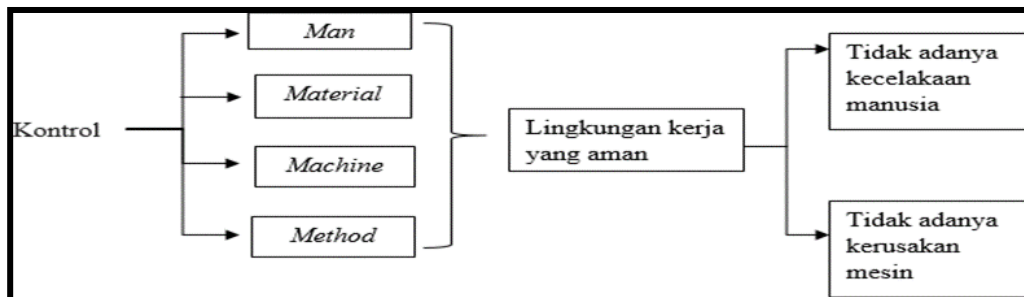 Kontrol
Man
Material
Machine
Method
Lingkungan kerja
yang aman
Tidak adanya
kecelakaan
manusia
Tidak adanya
kerusakan
mesin